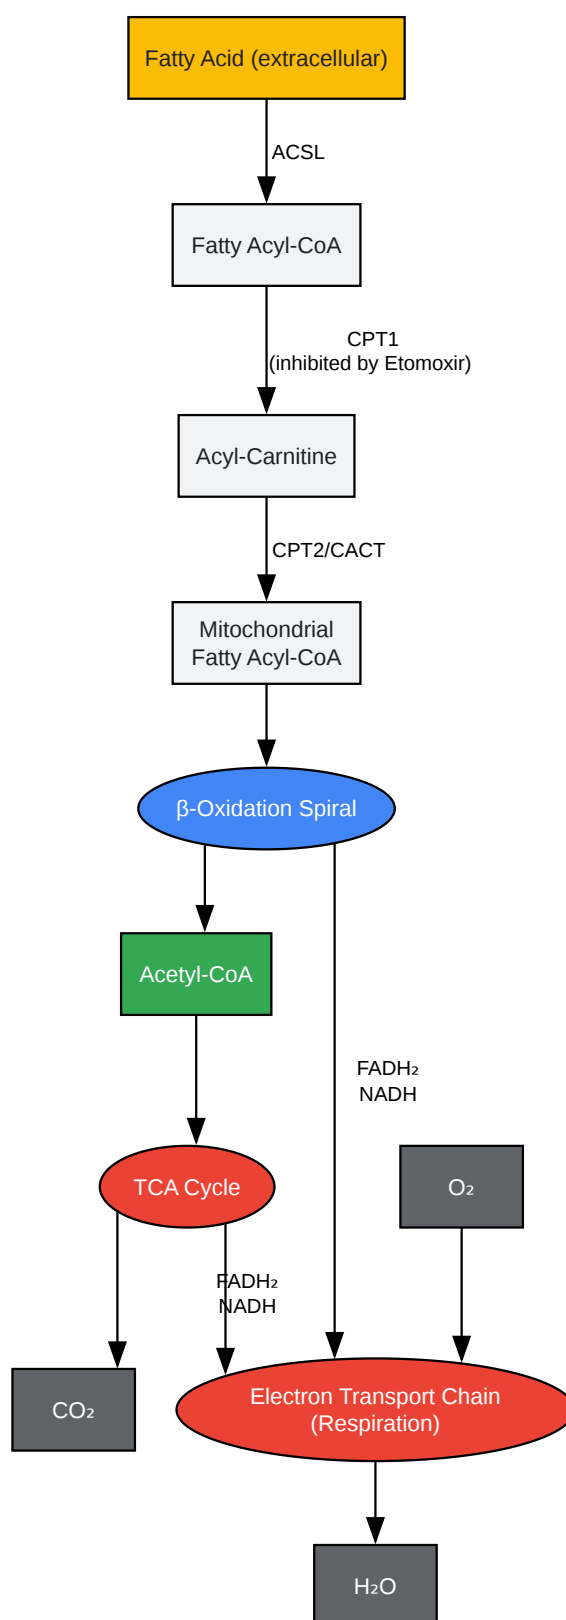 Fatty Acid (extracellular)
ACSL
Fatty Acyl-CoA
CPT1
(inhibited by Etomoxir)
Acyl-Carnitine
CPT2/CACT
Mitochondrial
Fatty Acyl-CoA
β-Oxidation Spiral
Acetyl-CoA
FADH₂
NADH
TCA Cycle
O₂
FADH₂
NADH
CO₂
Electron Transport Chain
(Respiration)
H₂O